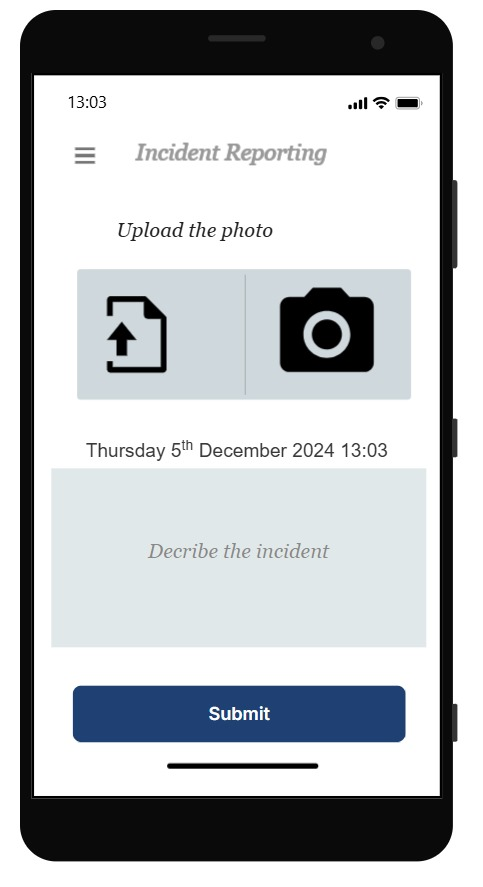 13:03
Incident Reporting
Upload the photo
Thursday 5th December 2024 13:03
Decribe the incident
Submit